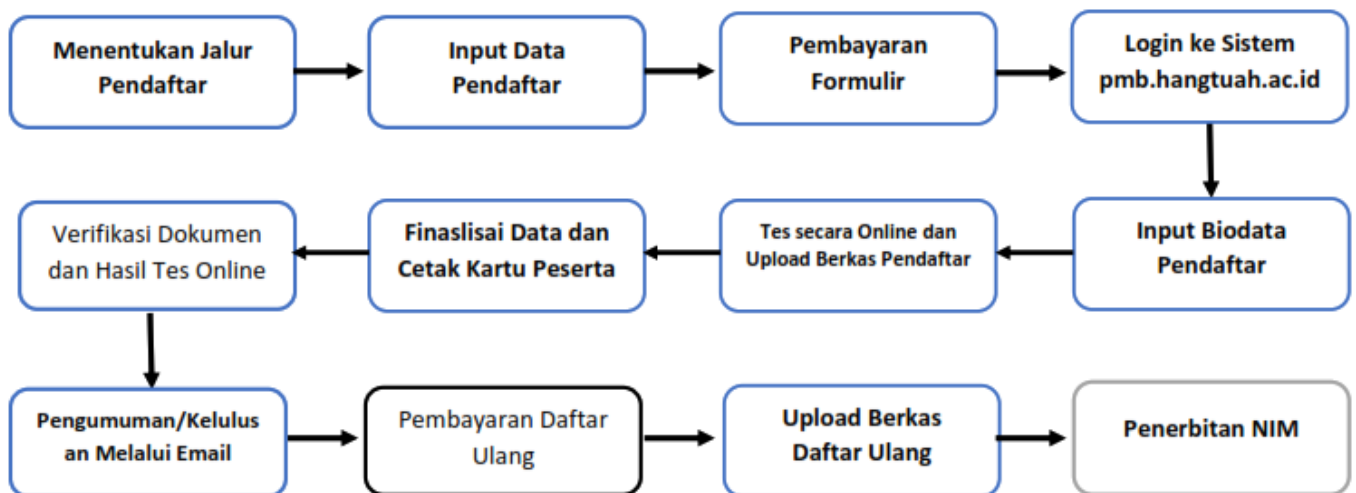 Menentukan Jalur
Pendaftar
Input Data
Pendaftar
Pembayaran
Formulir
Login ke Sistem
pmb.hangtuah.ac.id
Input Biodata
Pendaftar
Tes secara Online dan
Upload Berkas Pendaftar
Finaslisai Data dan
Cetak Kartu Peserta
Verifikasi Dokumen
dan Hasil Tes Online
Pengumuman/Kelulus
an Melalui Email
Pembayaran Daftar
Ulang
Upload Berkas
Daftar Ulang
Penerbitan NIM